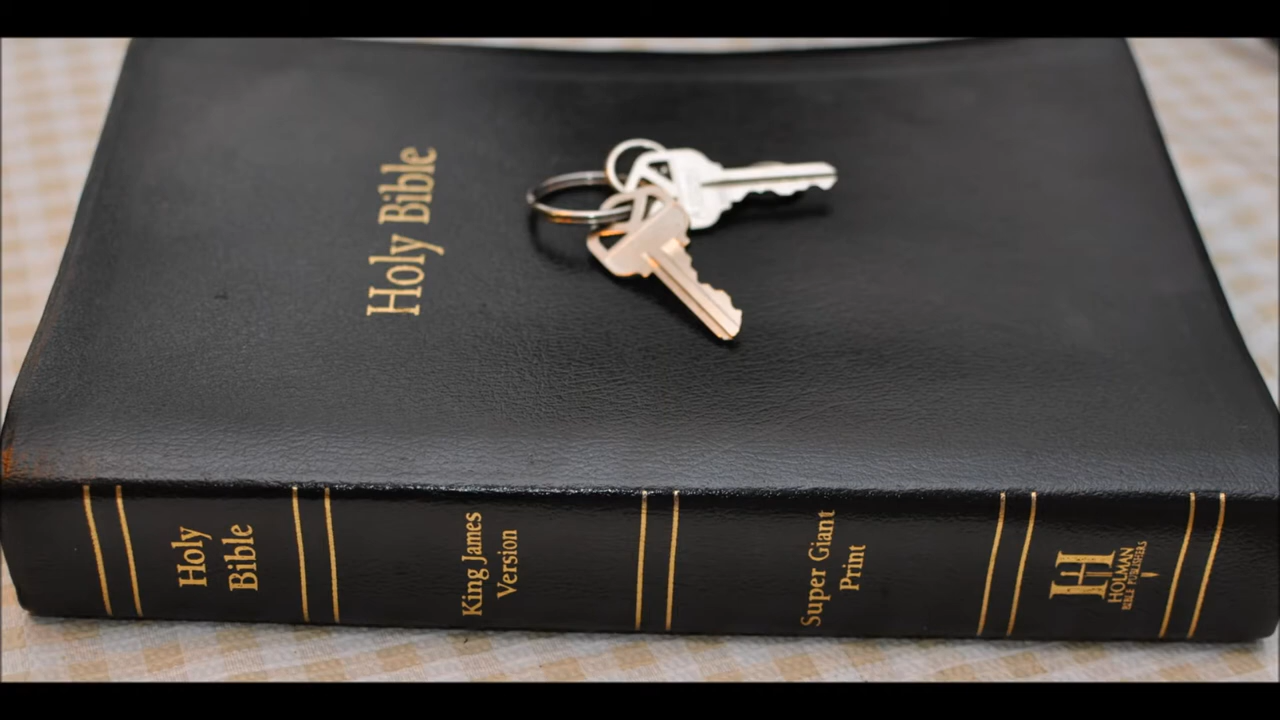 Holy Bible
Holy
Bible
King James
Version
Super Giant
Print
HOLMAN
BIBLE PUBLISHERS